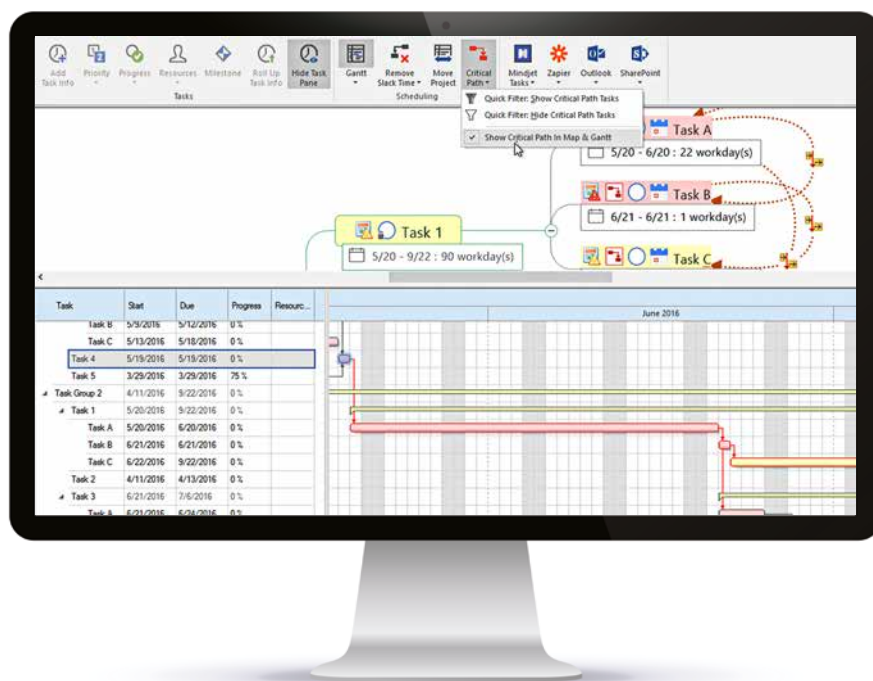 Add Task Info
Priority
Progress
Resources
Milestone
Roll Up Task Info
Hide Task Pane
Gantt
Remove Slack Time
Move Project
Critical Path
Mindjet Tasks
Zapier
Outlook
SharePoint
Tasks
Scheduling
Quick Filter: Show Critical Path Tasks
Quick Filter: Hide Critical Path Tasks
Show Critical Path In Map & Gantt
Task A
5/20 - 6/20 : 22 workday(s)
Task B
6/21 - 6/21 : 1 workday(s)
Task 1
5/20 - 9/22 : 90 workday(s)
Task C
Task Start Due Progress Resourc...
June 2016
Task B 5/9/2016 5/12/2016 0 %
Task C 5/13/2016 5/18/2016 0 %
Task 4 5/19/2016 5/19/2016 0 %
Task 5 3/29/2016 3/29/2016 75 %
Task Group 2 4/11/2016 9/22/2016 0 %
Task 1 5/20/2016 9/22/2016 0 %
Task A 5/20/2016 6/20/2016 0 %
Task B 6/21/2016 6/21/2016 0 %
Task C 6/22/2016 9/22/2016 0 %
Task 2 4/11/2016 4/13/2016 0 %
Task 3 6/21/2016 7/6/2016 0 %
Task A 6/21/2016 6/24/2016 0 %